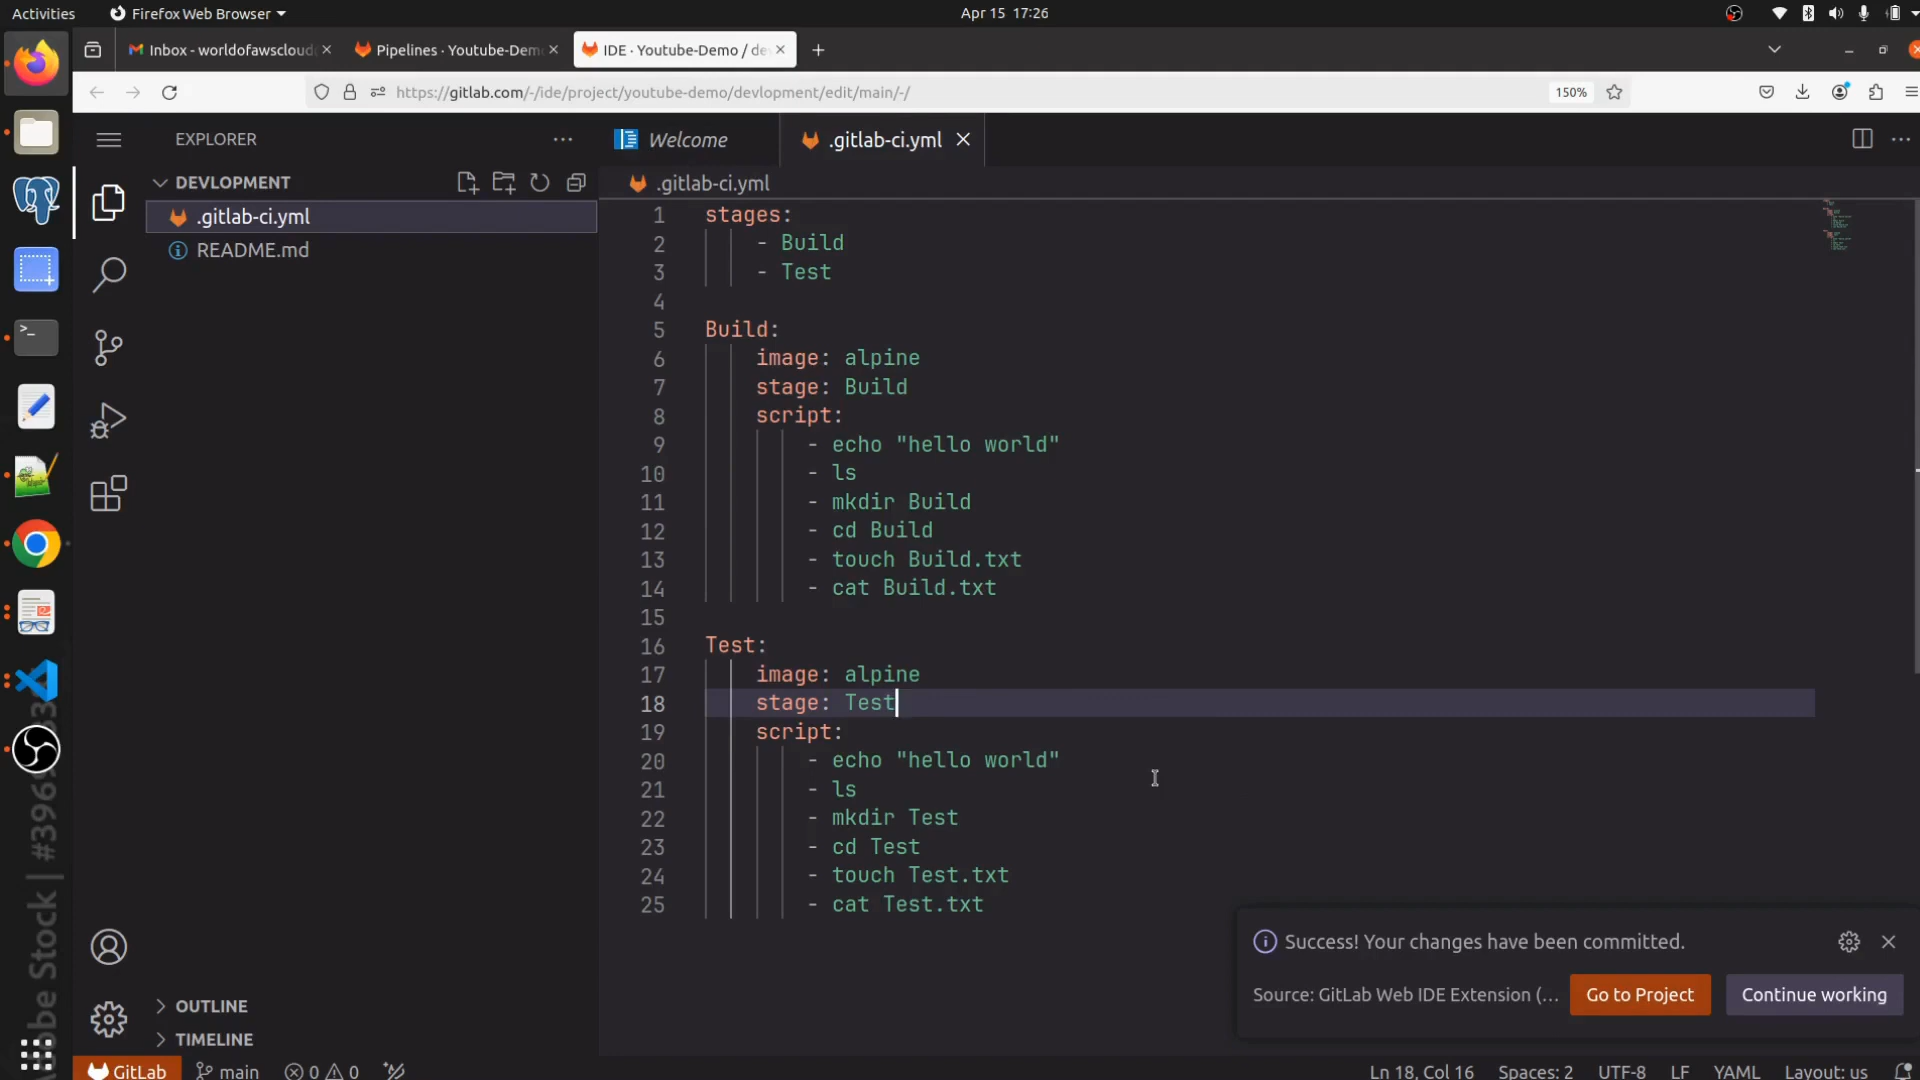 Activities
Firefox Web Browser
Apr 15 17:26
Inbox - worldofawscloud
Pipelines · Youtube-Dem
IDE · Youtube-Demo / de
https://gitlab.com/-/ide/project/youtube-demo/devlopment/edit/main/-/
150%
EXPLORER
Welcome
.gitlab-ci.yml
DEVLOPMENT
.gitlab-ci.yml
.gitlab-ci.yml
README.md
1 stages:
2 - Build
3 - Test
4
5 Build:
6 image: alpine
7 stage: Build
8 script:
9 - echo "hello world"
10 - ls
11 - mkdir Build
12 - cd Build
13 - touch Build.txt
14 - cat Build.txt
15
16 Test:
17 image: alpine
18 stage: Test
19 script:
20 - echo "hello world"
21 - ls
22 - mkdir Test
23 - cd Test
24 - touch Test.txt
25 - cat Test.txt
Success! Your changes have been committed.
Source: GitLab Web IDE Extension (...
Go to Project
Continue working
OUTLINE
TIMELINE
GitLab
main
0 0
Ln 18, Col 16
Spaces: 2
UTF-8
LF
YAML
Layout: us